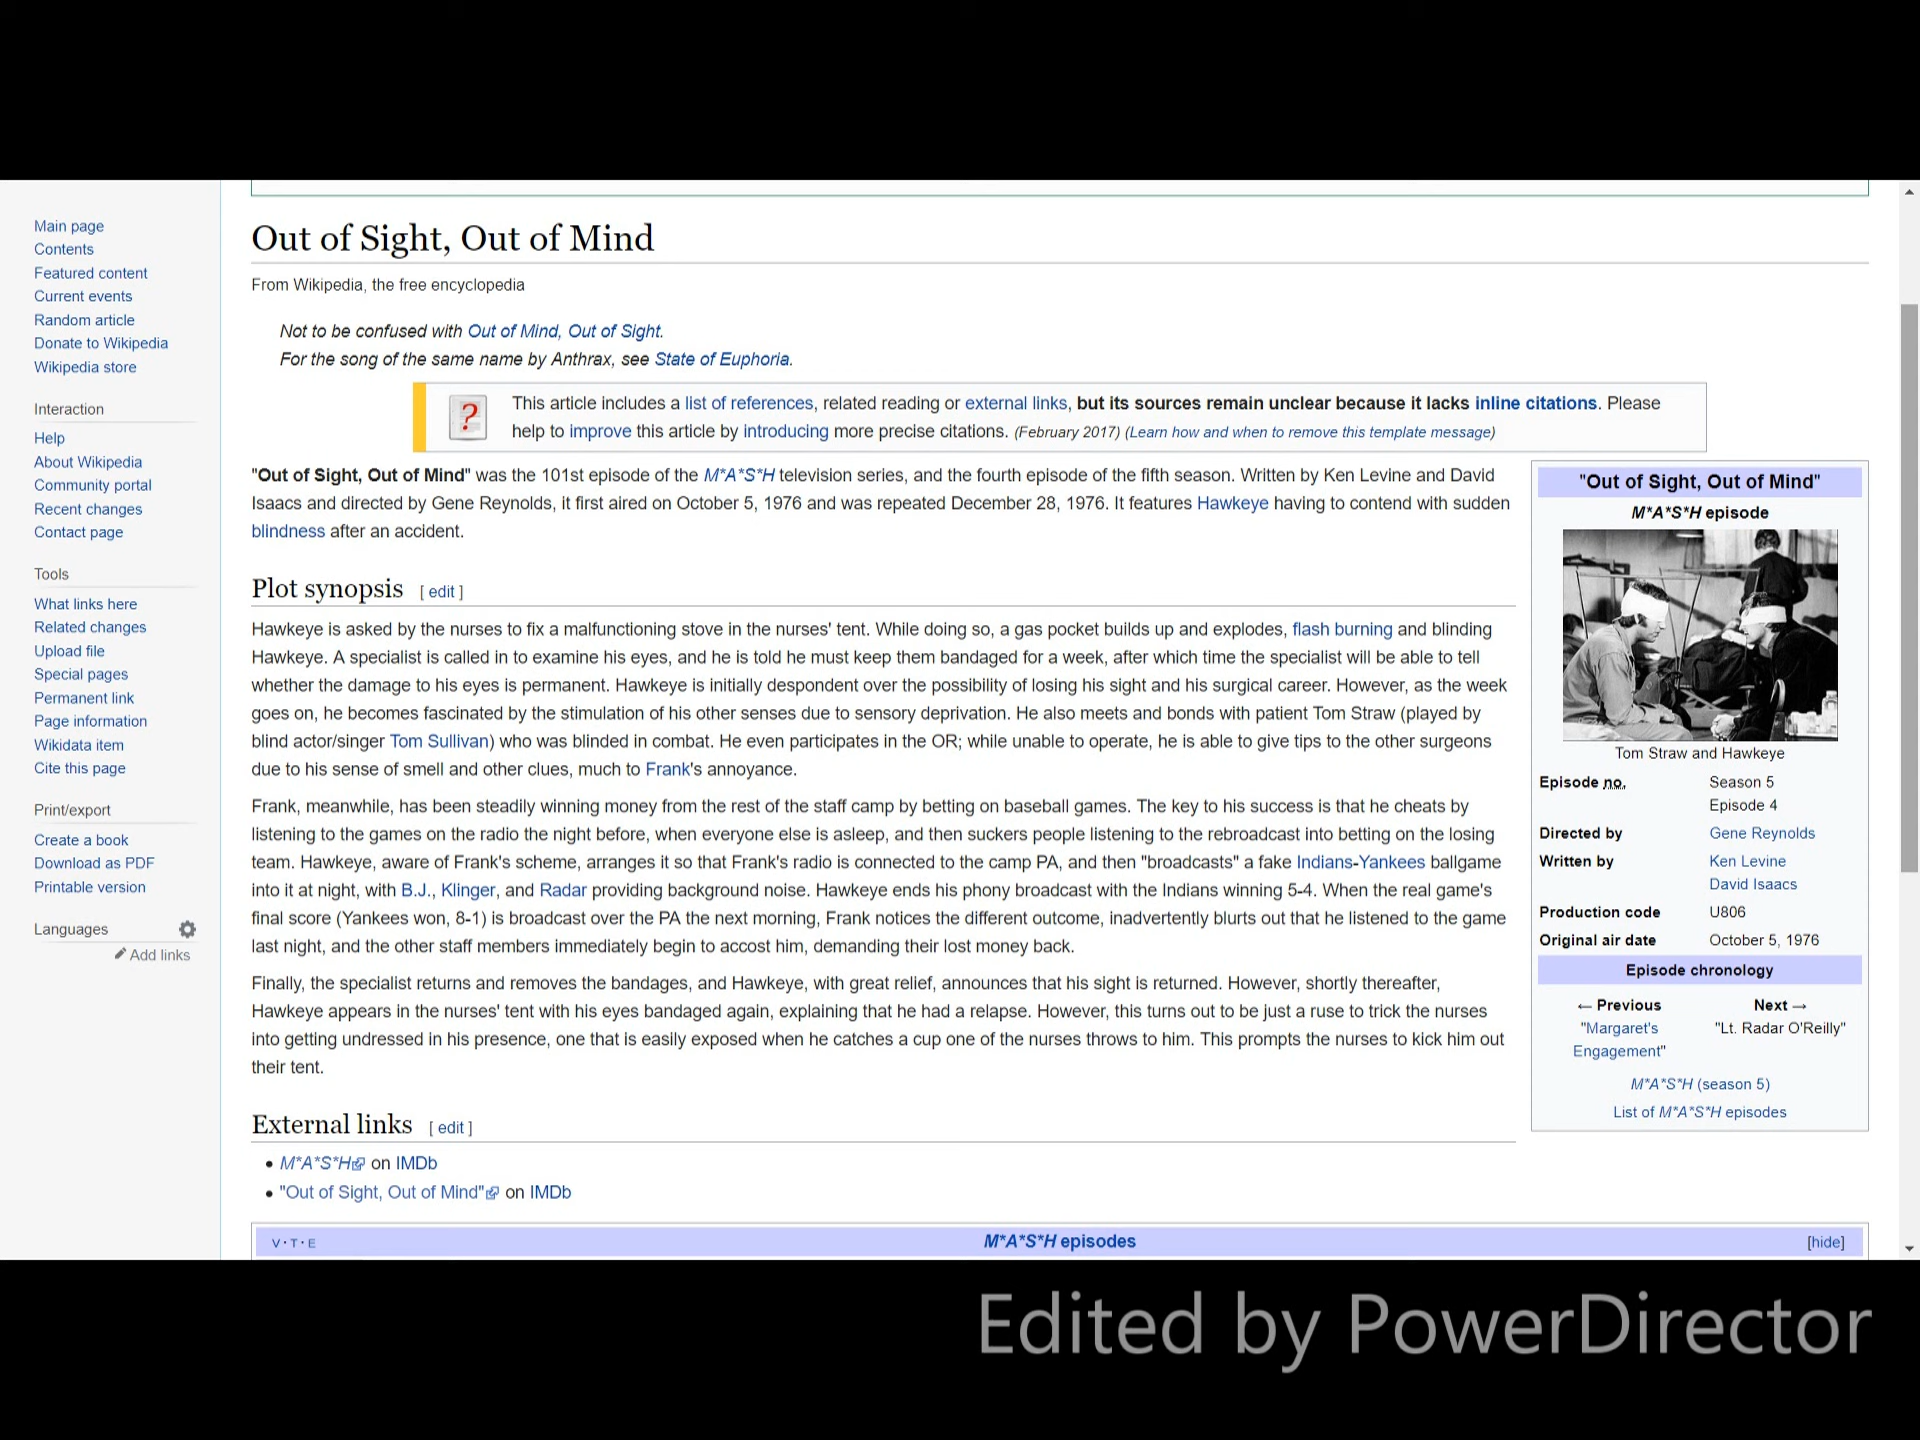 Main page
Contents
Featured content
Current events
Random article
Donate to Wikipedia
Wikipedia store
Interaction
Help
About Wikipedia
Community portal
Recent changes
Contact page
Tools
What links here
Related changes
Upload file
Special pages
Permanent link
Page information
Wikidata item
Cite this page
Print/export
Create a book
Download as PDF
Printable version
Languages
Add links
Out of Sight, Out of Mind
From Wikipedia, the free encyclopedia
Not to be confused with Out of Mind, Out of Sight.
For the song of the same name by Anthrax, see State of Euphoria.
?
This article includes a list of references, related reading or external links, but its sources remain unclear because it lacks inline citations. Please
help to improve this article by introducing more precise citations. (February 2017) (Learn how and when to remove this template message)
"Out of Sight, Out of Mind" was the 101st episode of the M*A*S*H television series, and the fourth episode of the fifth season. Written by Ken Levine and David
Isaacs and directed by Gene Reynolds, it first aired on October 5, 1976 and was repeated December 28, 1976. It features Hawkeye having to contend with sudden
blindness after an accident.
Plot synopsis [ edit ]
Hawkeye is asked by the nurses to fix a malfunctioning stove in the nurses' tent. While doing so, a gas pocket builds up and explodes, flash burning and blinding
Hawkeye. A specialist is called in to examine his eyes, and he is told he must keep them bandaged for a week, after which time the specialist will be able to tell
whether the damage to his eyes is permanent. Hawkeye is initially despondent over the possibility of losing his sight and his surgical career. However, as the week
goes on, he becomes fascinated by the stimulation of his other senses due to sensory deprivation. He also meets and bonds with patient Tom Straw (played by
blind actor/singer Tom Sullivan) who was blinded in combat. He even participates in the OR; while unable to operate, he is able to give tips to the other surgeons
due to his sense of smell and other clues, much to Frank's annoyance.
Frank, meanwhile, has been steadily winning money from the rest of the staff camp by betting on baseball games. The key to his success is that he cheats by
listening to the games on the radio the night before, when everyone else is asleep, and then suckers people listening to the rebroadcast into betting on the losing
team. Hawkeye, aware of Frank's scheme, arranges it so that Frank's radio is connected to the camp PA, and then "broadcasts" a fake Indians-Yankees ballgame
into it at night, with B.J., Klinger, and Radar providing background noise. Hawkeye ends his phony broadcast with the Indians winning 5-4. When the real game's
final score (Yankees won, 8-1) is broadcast over the PA the next morning, Frank notices the different outcome, inadvertently blurts out that he listened to the game
last night, and the other staff members immediately begin to accost him, demanding their lost money back.
Finally, the specialist returns and removes the bandages, and Hawkeye, with great relief, announces that his sight is returned. However, shortly thereafter,
Hawkeye appears in the nurses' tent with his eyes bandaged again, explaining that he had a relapse. However, this turns out to be just a ruse to trick the nurses
into getting undressed in his presence, one that is easily exposed when he catches a cup one of the nurses throws to him. This prompts the nurses to kick him out
their tent.
External links [ edit ]
• M*A*S*H on IMDb
• "Out of Sight, Out of Mind" on IMDb
"Out of Sight, Out of Mind"
M*A*S*H episode
Tom Straw and Hawkeye
Episode no. Season 5
Episode 4
Directed by Gene Reynolds
Written by Ken Levine
David Isaacs
Production code U806
Original air date October 5, 1976
Episode chronology
← Previous Next →
"Margaret's "Lt. Radar O'Reilly"
Engagement"
M*A*S*H (season 5)
List of M*A*S*H episodes
V · T · E M*A*S*H episodes [hide]
Edited by PowerDirector